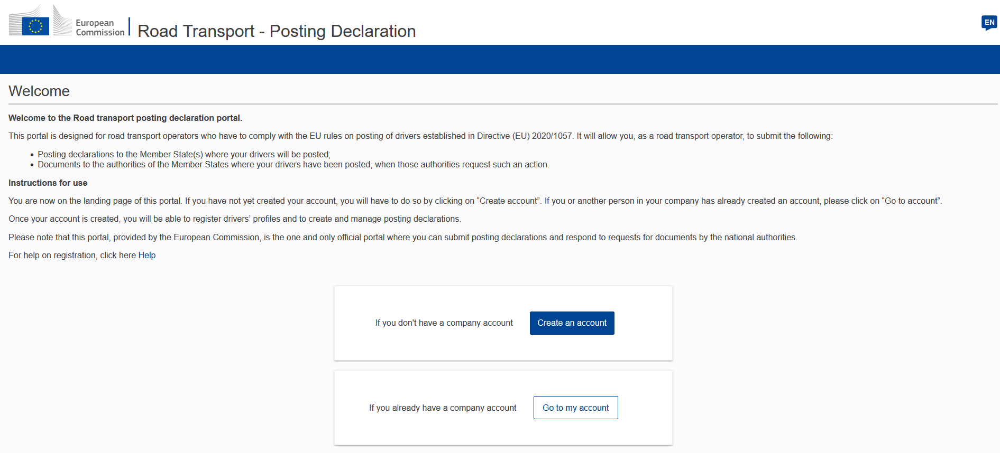 European
Commission
Road Transport - Posting Declaration
EN
Welcome
Welcome to the Road transport posting declaration portal.
This portal is designed for road transport operators who have to comply with the EU rules on posting of drivers established in Directive (EU) 2020/1057. It will allow you, as a road transport operator, to submit the following:
• Posting declarations to the Member State(s) where your drivers will be posted;
• Documents to the authorities of the Member States where your drivers have been posted, when those authorities request such an action.
Instructions for use
You are now on the landing page of this portal. If you have not yet created your account, you will have to do so by clicking on “Create account”. If you or another person in your company has already created an account, please click on “Go to account”.
Once your account is created, you will be able to register drivers’ profiles and to create and manage posting declarations.
Please note that this portal, provided by the European Commission, is the one and only official portal where you can submit posting declarations and respond to requests for documents by the national authorities.
For help on registration, click here Help
If you don't have a company account Create an account
If you already have a company account Go to my account